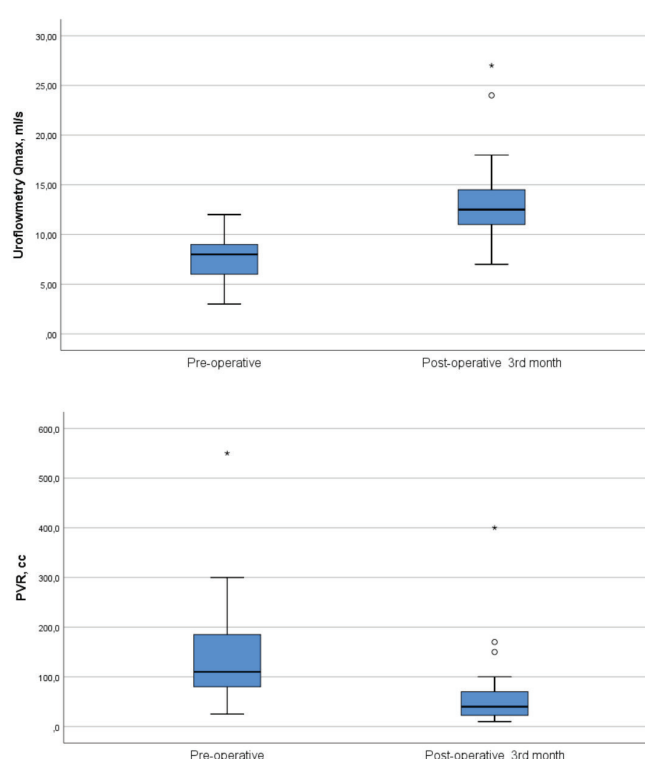 30,00
25,00
20,00
15,00
10,00
5,00
,00
Uroflowmetry Qmax, ml/s
Pre-operative
Post-operative 3rd month
600,0
500,0
400,0
300,0
200,0
100,0
,0
PVR, cc
Pre-operative
Post-operative 3rd month